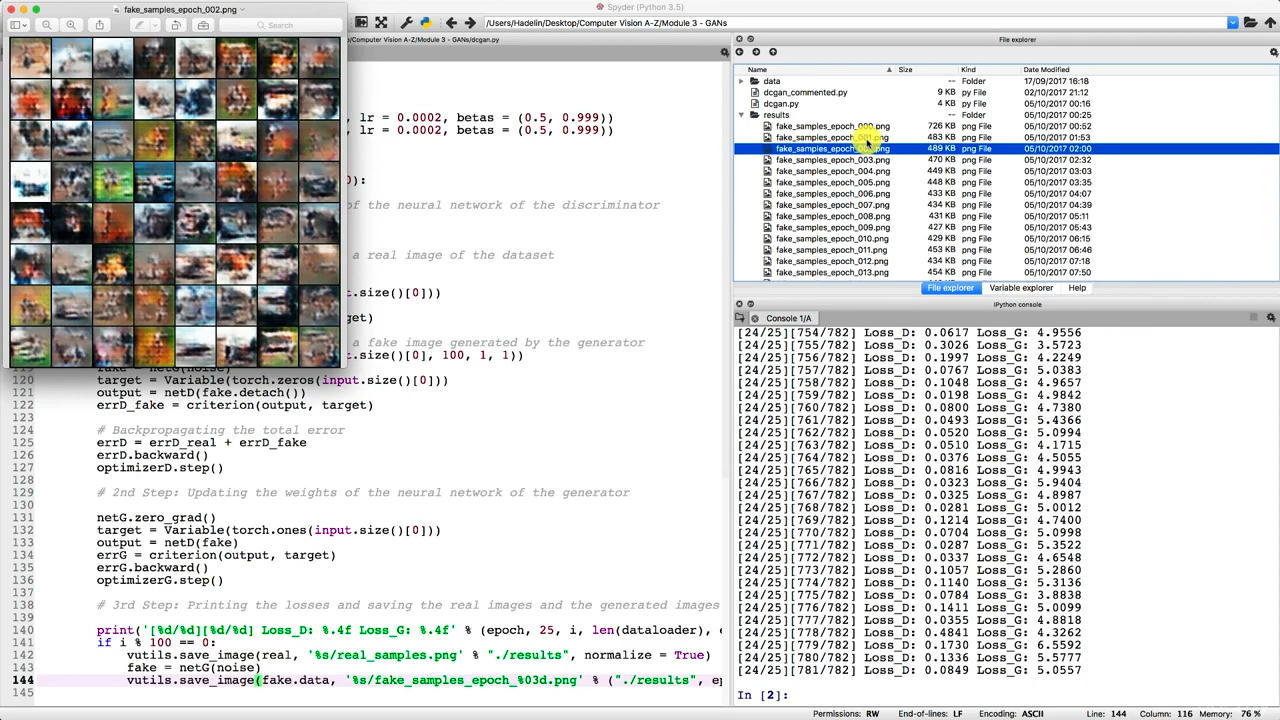 fake_samples_epoch_002.png
Search
Spyder (Python 3.5)
/Users/Hadelin/Desktop/Computer Vision A-Z/Module 3 - GANs
/Hadelin/Desktop/Computer Vision A-Z/Module 3 - GANs/dcgan.py
, lr = 0.0002, betas = (0.5, 0.999))
, lr = 0.0002, betas = (0.5, 0.999))
0):
of the neural network of the discriminator
a real image of the dataset
t.size()[0]))
get)
a fake image generated by the generator
t.size()[0], 100, 1, 1))
119 fake = netG(noise)
120 target = Variable(torch.zeros(input.size()[0]))
121 output = netD(fake.detach())
122 errD_fake = criterion(output, target)
123
124 # Backpropagating the total error
125 errD = errD_real + errD_fake
126 errD.backward()
127 optimizerD.step()
128
129 # 2nd Step: Updating the weights of the neural network of the generator
130
131 netG.zero_grad()
132 target = Variable(torch.ones(input.size()[0]))
133 output = netD(fake)
134 errG = criterion(output, target)
135 errG.backward()
136 optimizerG.step()
137
138 # 3rd Step: Printing the losses and saving the real images and the generated images
139
140 print('[%d/%d][%d/%d] Loss_D: %.4f Loss_G: %.4f' % (epoch, 25, i, len(dataloader), e
141 if i % 100 == 0:
142 vutils.save_image(real, '%s/real_samples.png' % "./results", normalize = True)
143 fake = netG(noise)
144 vutils.save_image(fake.data, '%s/fake_samples_epoch_%03d.png' % ("./results", ep
145
File explorer
Name Size Kind Date Modified
data -- Folder 17/09/2017 16:18
dcgan_commented.py 9 KB py File 02/10/2017 21:12
dcgan.py 4 KB py File 05/10/2017 00:16
results -- Folder 05/10/2017 00:25
fake_samples_epoch_000.png 726 KB png File 05/10/2017 00:52
fake_samples_epoch_001.png 483 KB png File 05/10/2017 01:53
fake_samples_epoch_002.png 489 KB png File 05/10/2017 02:00
fake_samples_epoch_003.png 470 KB png File 05/10/2017 02:32
fake_samples_epoch_004.png 449 KB png File 05/10/2017 03:03
fake_samples_epoch_005.png 448 KB png File 05/10/2017 03:35
fake_samples_epoch_006.png 433 KB png File 05/10/2017 04:07
fake_samples_epoch_007.png 434 KB png File 05/10/2017 04:39
fake_samples_epoch_008.png 431 KB png File 05/10/2017 05:11
fake_samples_epoch_009.png 427 KB png File 05/10/2017 05:43
fake_samples_epoch_010.png 429 KB png File 05/10/2017 06:15
fake_samples_epoch_011.png 453 KB png File 05/10/2017 06:46
fake_samples_epoch_012.png 434 KB png File 05/10/2017 07:18
fake_samples_epoch_013.png 454 KB png File 05/10/2017 07:50
File explorer Variable explorer Help
IPython console
Console 1/A
[24/25][754/782] Loss_D: 0.0617 Loss_G: 4.9556
[24/25][755/782] Loss_D: 0.3026 Loss_G: 3.5723
[24/25][756/782] Loss_D: 0.1997 Loss_G: 4.2249
[24/25][757/782] Loss_D: 0.0767 Loss_G: 5.0383
[24/25][758/782] Loss_D: 0.1048 Loss_G: 4.9657
[24/25][759/782] Loss_D: 0.0198 Loss_G: 4.9842
[24/25][760/782] Loss_D: 0.0800 Loss_G: 4.7380
[24/25][761/782] Loss_D: 0.0493 Loss_G: 5.4366
[24/25][762/782] Loss_D: 0.0520 Loss_G: 5.0994
[24/25][763/782] Loss_D: 0.0510 Loss_G: 4.1715
[24/25][764/782] Loss_D: 0.0376 Loss_G: 4.5055
[24/25][765/782] Loss_D: 0.0816 Loss_G: 4.9943
[24/25][766/782] Loss_D: 0.0323 Loss_G: 5.9404
[24/25][767/782] Loss_D: 0.0325 Loss_G: 4.8987
[24/25][768/782] Loss_D: 0.0281 Loss_G: 5.0012
[24/25][769/782] Loss_D: 0.1214 Loss_G: 4.7400
[24/25][770/782] Loss_D: 0.0704 Loss_G: 5.0998
[24/25][771/782] Loss_D: 0.0287 Loss_G: 5.3522
[24/25][772/782] Loss_D: 0.0337 Loss_G: 4.6548
[24/25][773/782] Loss_D: 0.1057 Loss_G: 5.2860
[24/25][774/782] Loss_D: 0.1140 Loss_G: 5.3136
[24/25][775/782] Loss_D: 0.0784 Loss_G: 3.8838
[24/25][776/782] Loss_D: 0.1411 Loss_G: 5.0099
[24/25][777/782] Loss_D: 0.0355 Loss_G: 4.8818
[24/25][778/782] Loss_D: 0.4841 Loss_G: 4.3262
[24/25][779/782] Loss_D: 0.1730 Loss_G: 6.5592
[24/25][780/782] Loss_D: 0.1336 Loss_G: 5.5777
[24/25][781/782] Loss_D: 0.0849 Loss_G: 5.0557
In [2]:
Permissions: RW End-of-lines: LF Encoding: ASCII Line: 144 Column: 116 Memory: 76 %